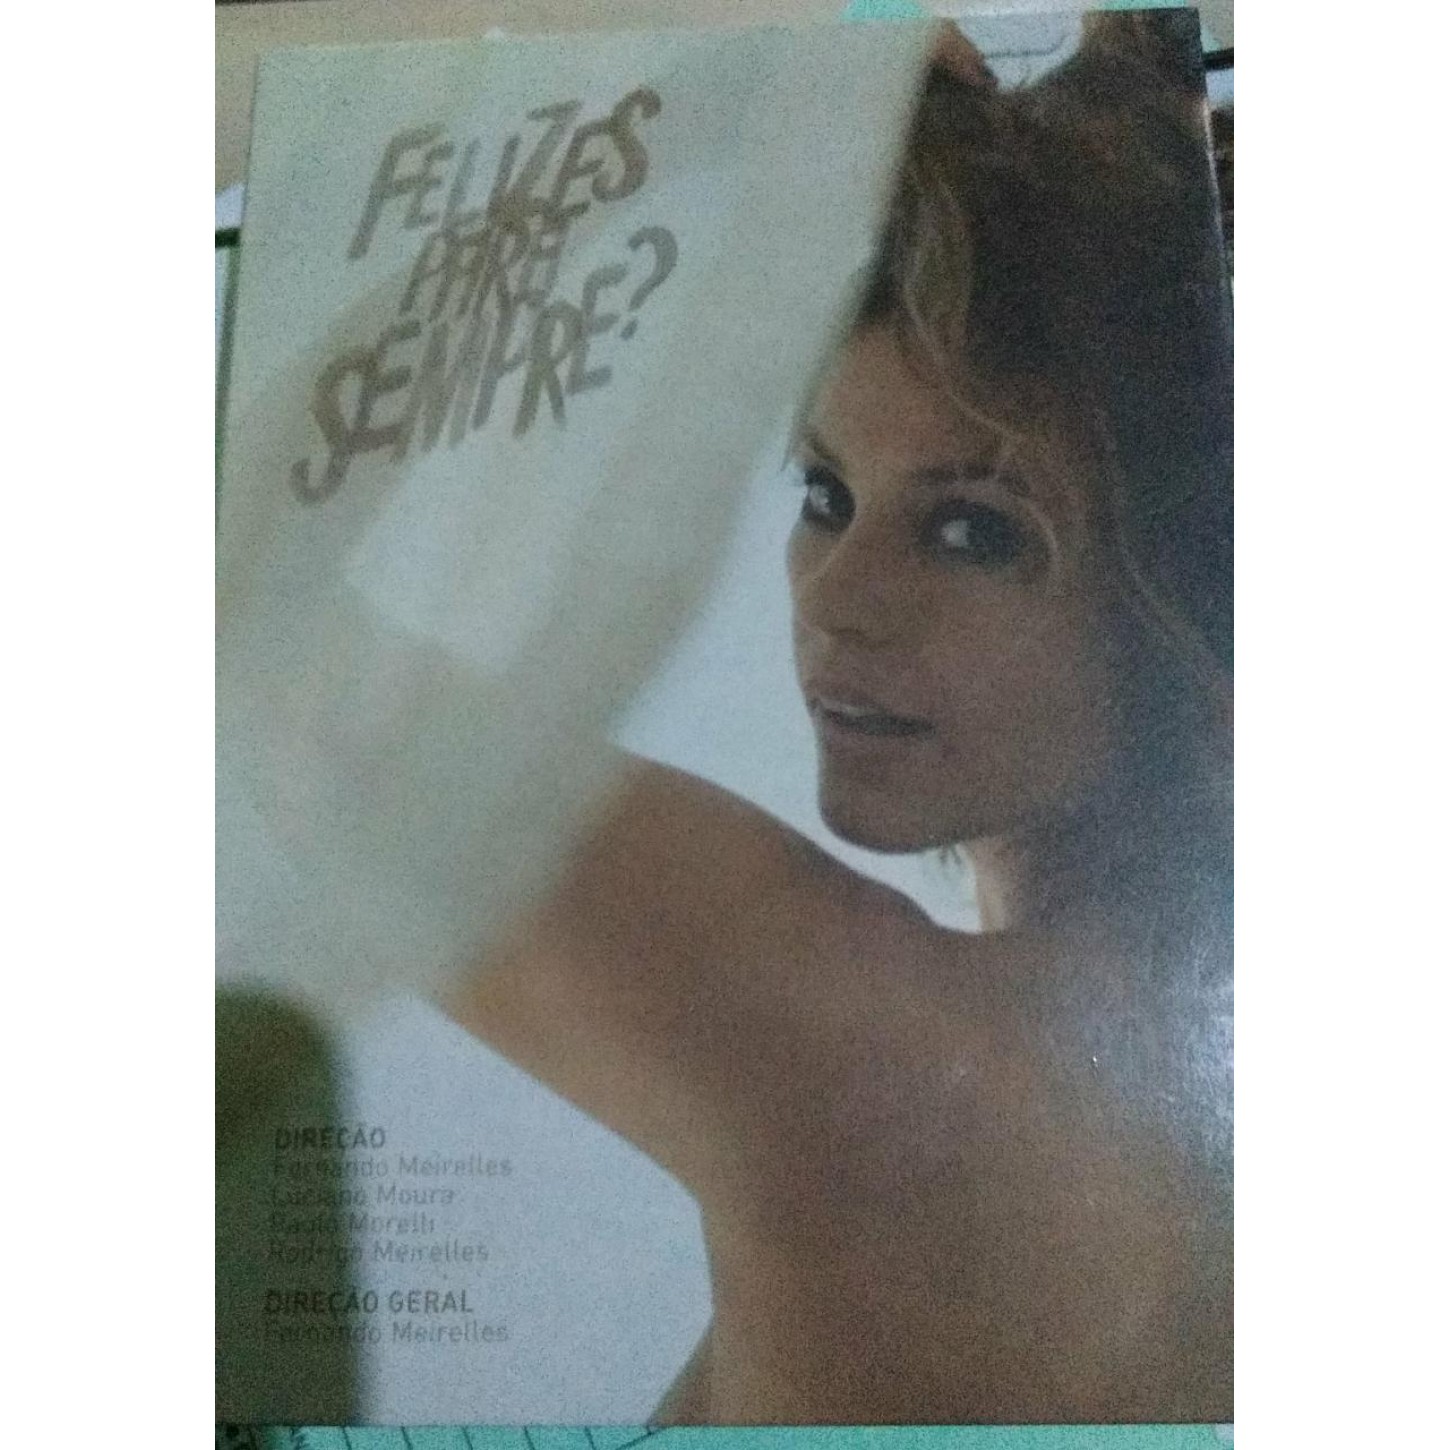 FELIZES
PARA
SEMPRE?
DIREÇÃO
Fernando Meirelles
Luciano Moura
Paulo Morelli
Rodrigo Meirelles
DIREÇÃO GERAL
Fernando Meirelles